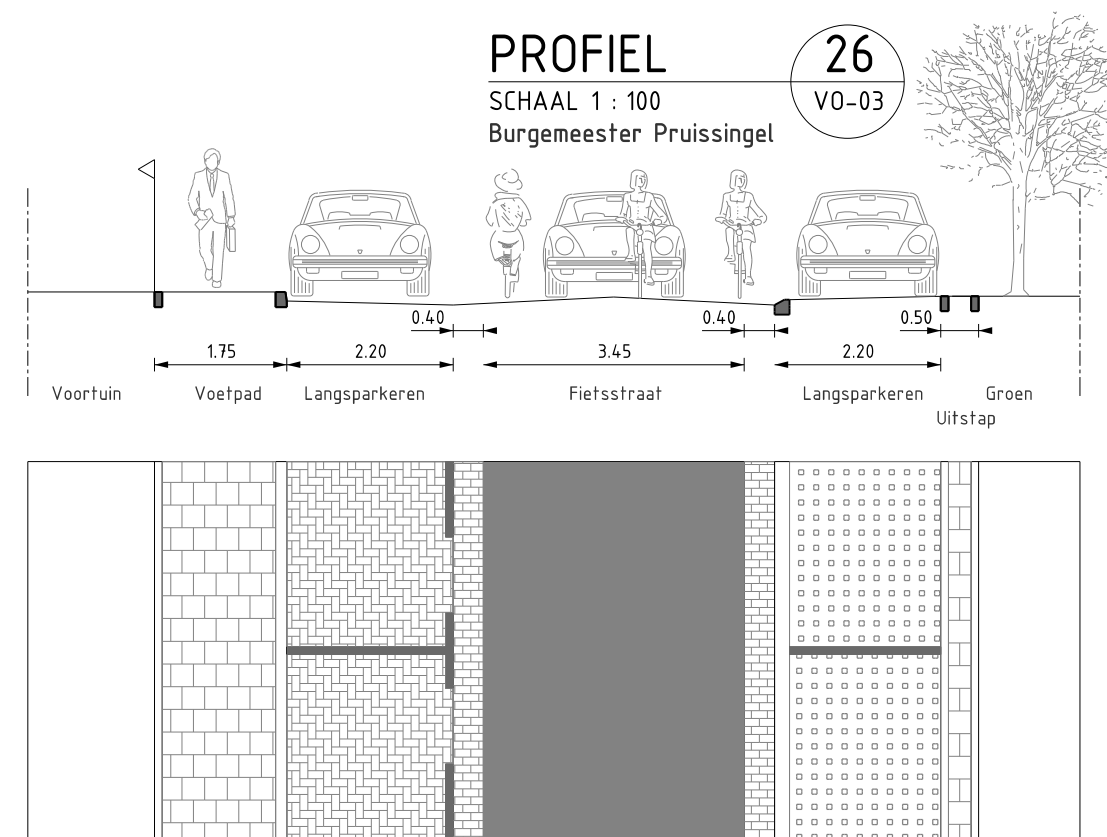 PROFIEL
26
SCHAAL 1 : 100
VO-03
Burgemeester Pruissingel
0.40
0.40
0.50
1.75
2.20
3.45
2.20
Voortuin
Voetpad
Langsparkeren
Fietsstraat
Langsparkeren
Groen
Uitstap